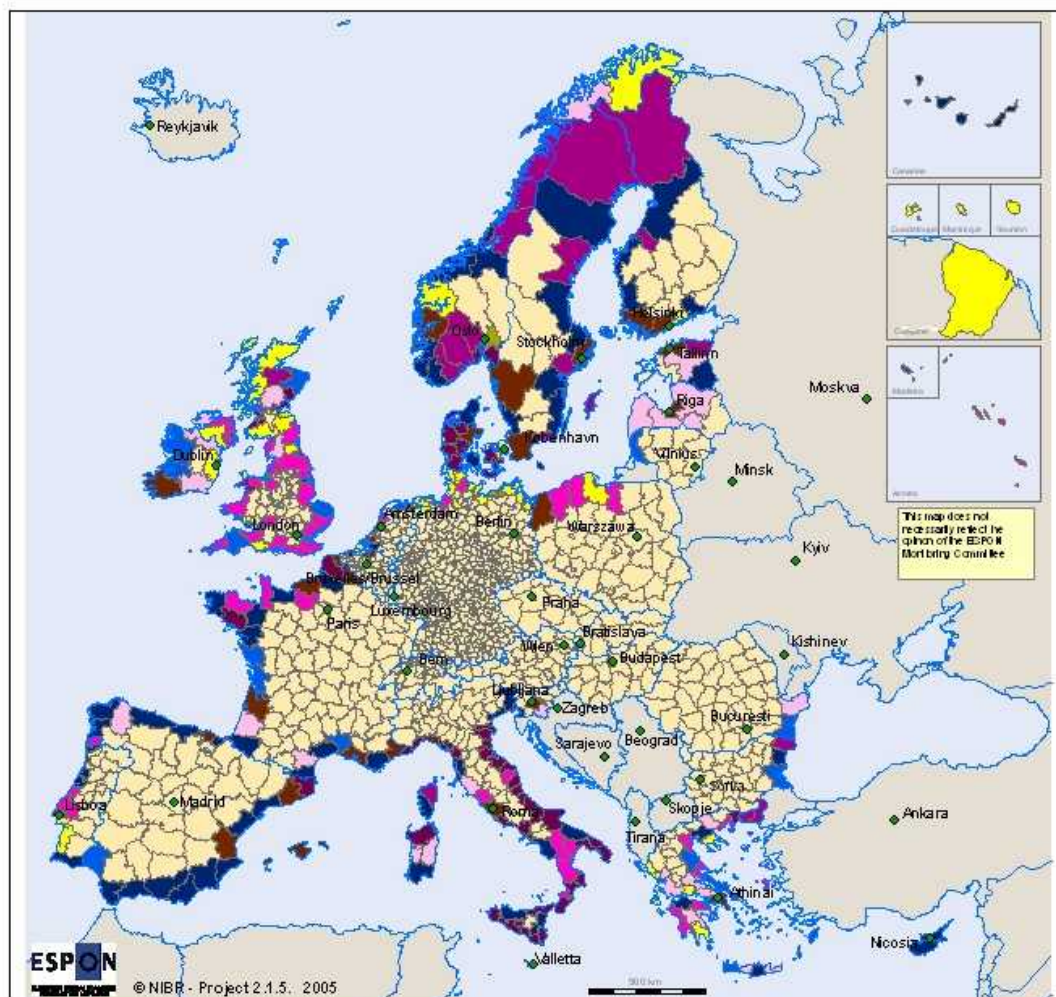 Reykjavik
Oslo
Helsinki
Stockholm
Tallinn
Riga
Moskva
København
Vilnius
Minsk
Dublin
London
Amsterdam
Berlin
Warszawa
Kyiv
Bruxelles/Brussel
Luxembourg
Praha
Paris
Wien
Bratislava
Kishinev
Bern
Budapest
Ljubljana
Zagreb
Bucuresti
Sarajevo
Beograd
Sofiya
Skopje
Tirana
Roma
Madrid
Lisboa
Ankara
Athinai
Nicosia
Valletta
This map does not
necessarily reflect the
opinion of the ESPON
Monitoring Committee
ESPON
© NIBR - Project 2.1.5. 2005
500 km